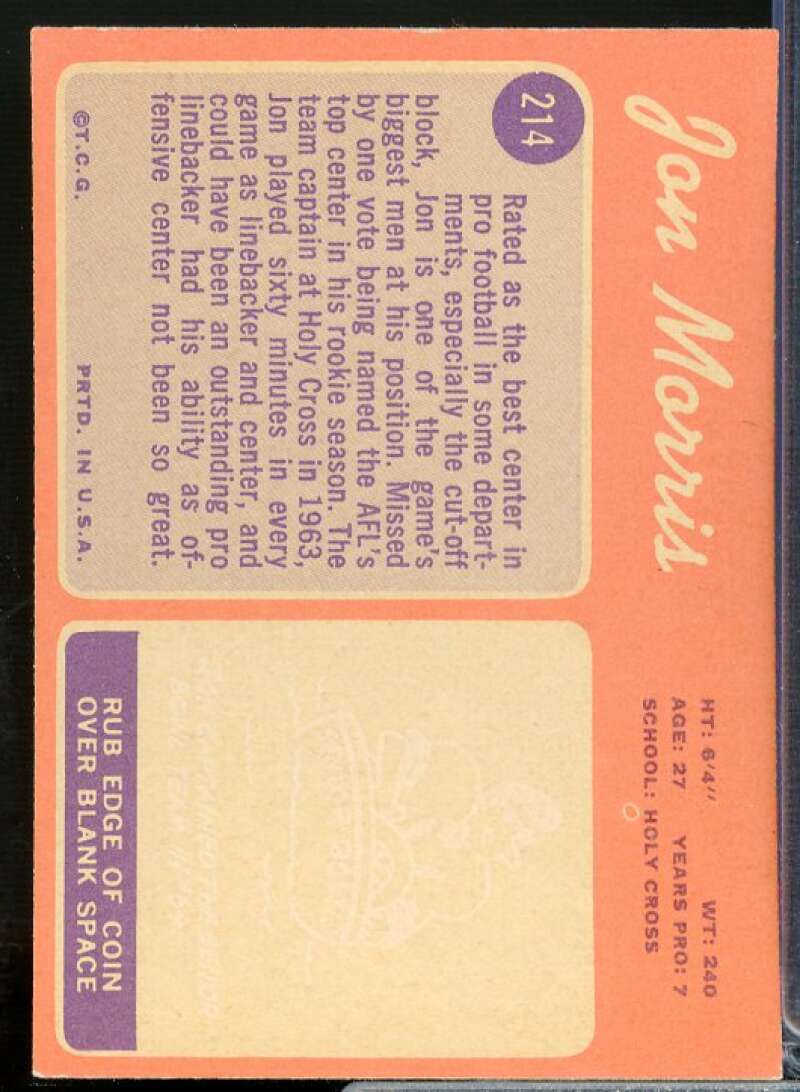 Jon Morris
HT: 6'4" WT: 240
AGE: 27 YEARS PRO: 7
SCHOOL: HOLY CROSS
214
Rated as the best center in
pro football in some depart-
ments, especially the cut-off
block, Jon is one of the game's
biggest men at his position. Missed
by one vote being named the AFL's
top center in his rookie season. The
team captain at Holy Cross in 1963,
Jon played sixty minutes in every
game as linebacker and center, and
could have been an outstanding pro
linebacker had his ability as of-
fensive center not been so great.
©T.C.G. PRTD. IN U.S.A.
RUB EDGE OF COIN
OVER BLANK SPACE